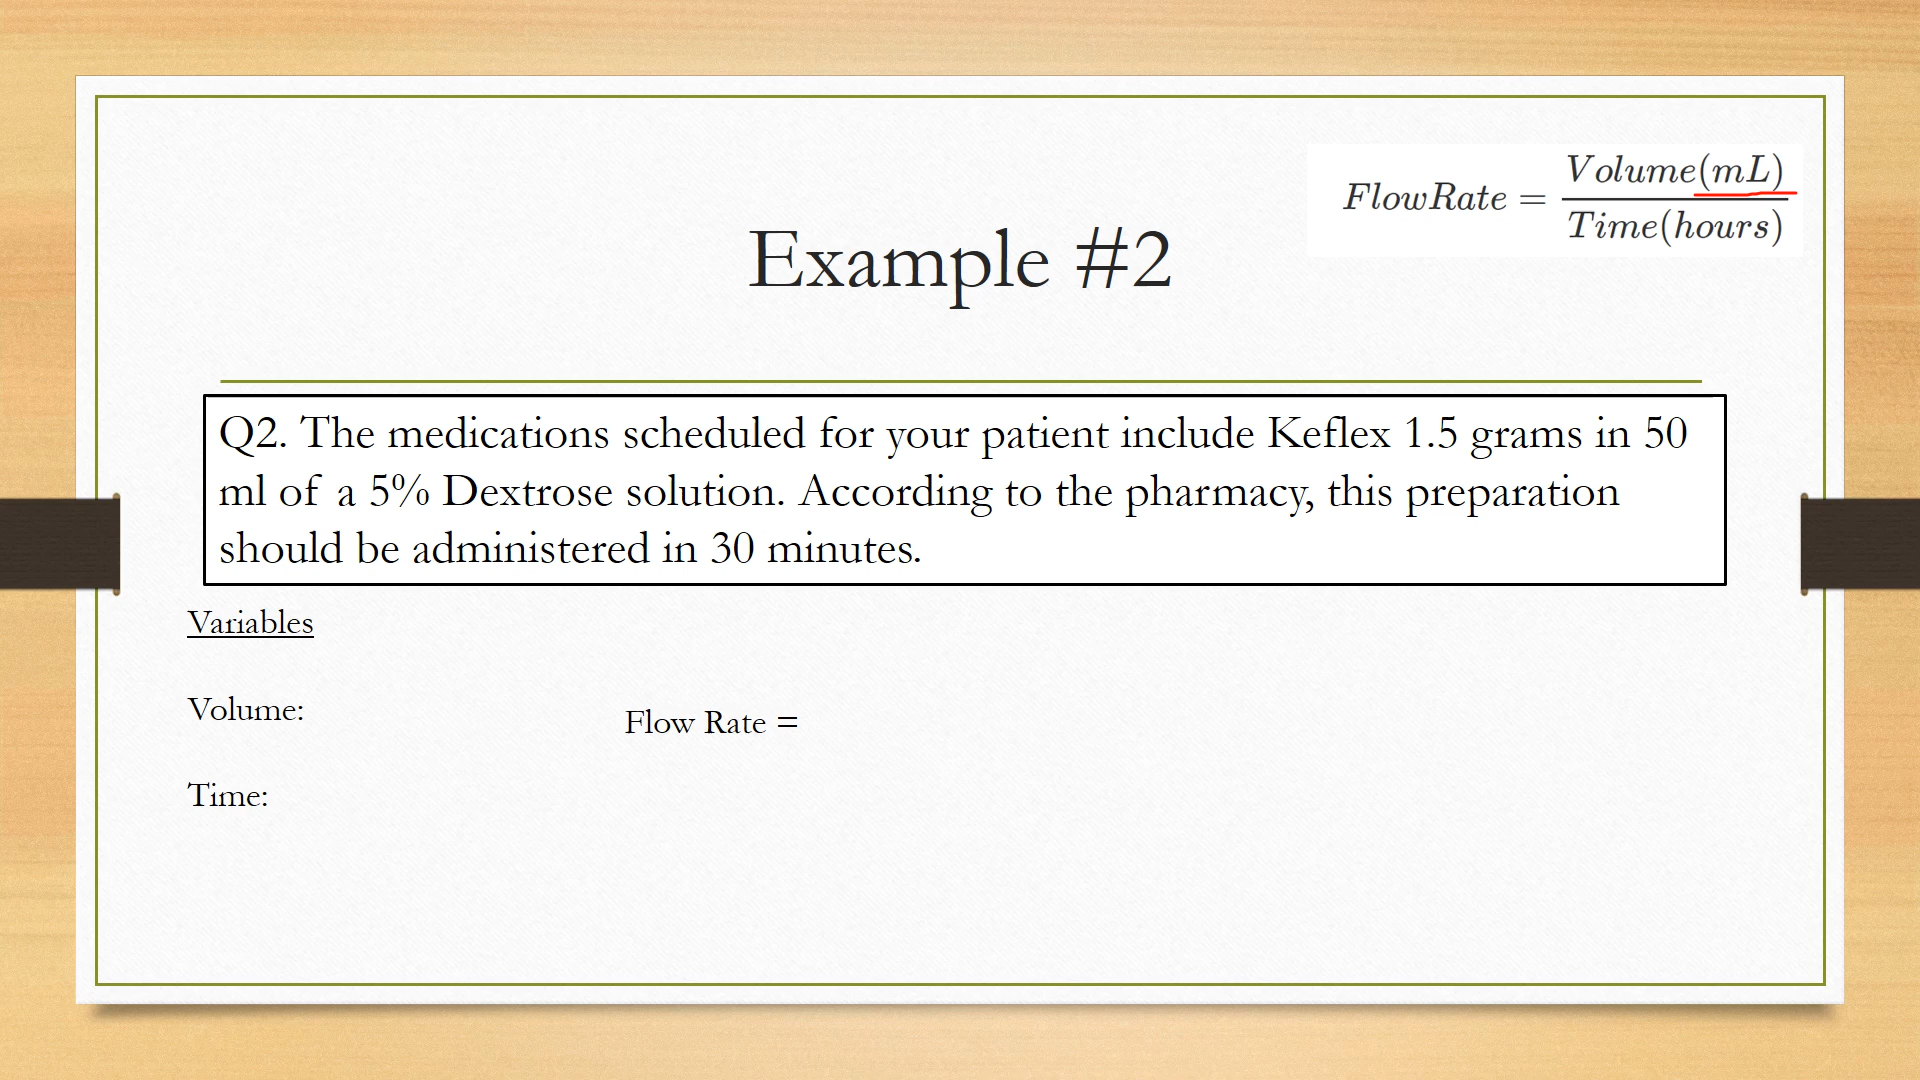 FlowRate = Volume(mL) / Time(hours)
Example #2
Q2. The medications scheduled for your patient include Keflex 1.5 grams in 50
ml of a 5% Dextrose solution. According to the pharmacy, this preparation
should be administered in 30 minutes.
Variables
Volume:
Flow Rate =
Time: